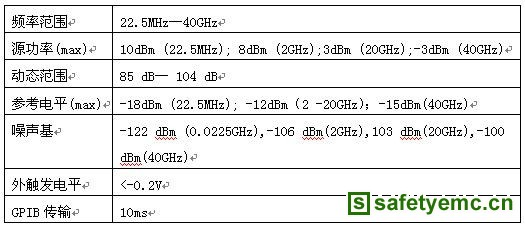 频率范围 22.5MHz—40GHz
源功率(max) 10dBm (22.5MHz); 8dBm (2GHz);3dBm (20GHz);-3dBm (40GHz)
动态范围 85 dB— 104 dB
参考电平(max) -18dBm (22.5MHz); -12dBm (2 -20GHz); -15dBm(40GHz)
噪声基 -122 dBm (0.0225GHz),-106 dBm(2GHz),103 dBm(20GHz),-100
dBm(40GHz)
外触发电平 <-0.2V
GPIB 传输 10ms
S safetyemc.cn